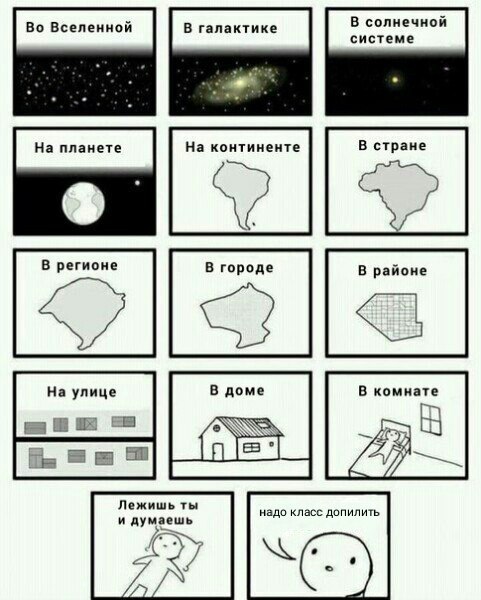 Во Вселенной
В галактике
В солнечной
системе
На планете
На континенте
В стране
В регионе
В городе
В районе
На улице
В доме
В комнате
Лежишь ты
и думаешь
надо класс допилить